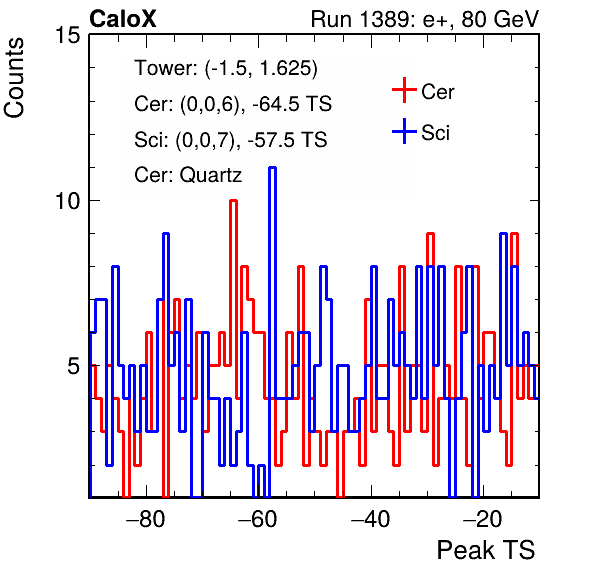 CaloX Run 1389: e+, 80 GeV
Counts
15
10
5
Tower: (-1.5, 1.625)
Cer: (0,0,6), -64.5 TS
Sci: (0,0,7), -57.5 TS
Cer: Quartz
Cer
Sci
−80 −60 −40 −20
Peak TS